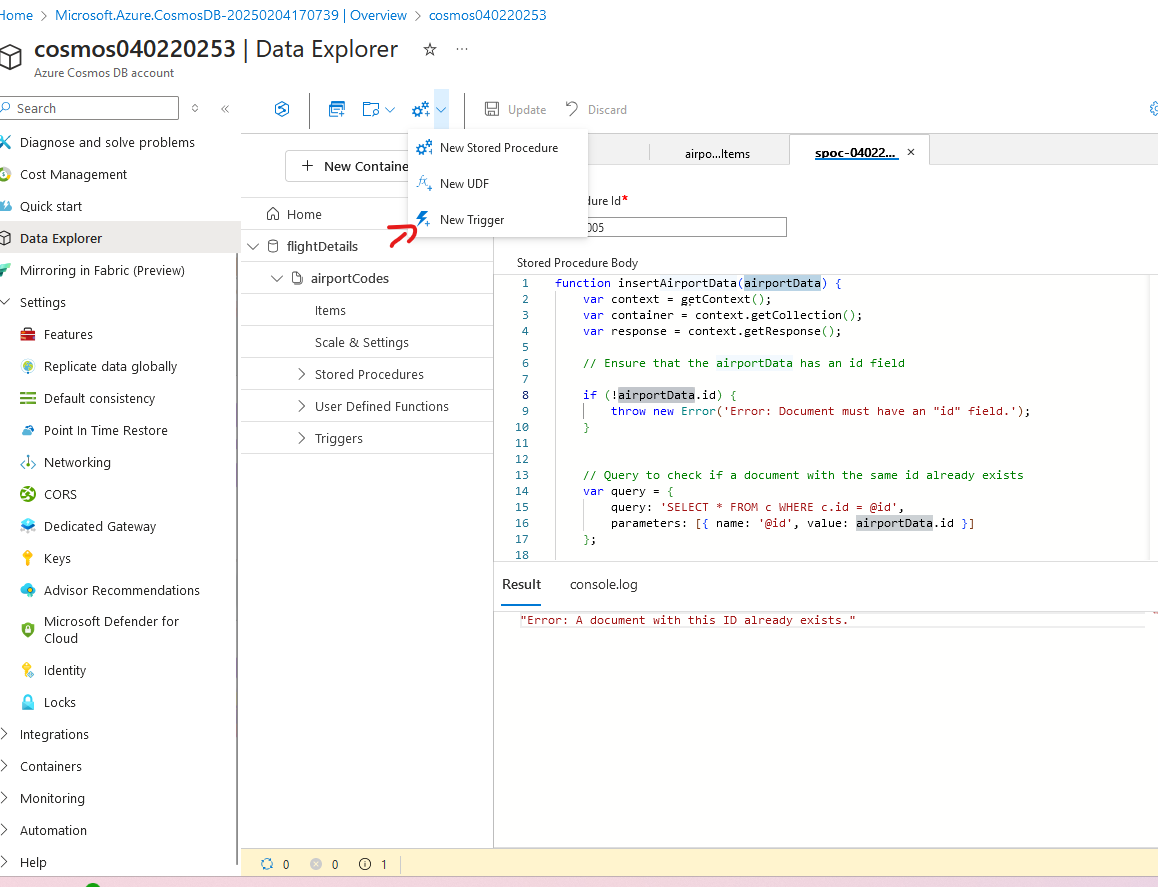 Home > Microsoft.Azure.CosmosDB-20250204170739 | Overview > cosmos040220253
cosmos040220253 | Data Explorer
Azure Cosmos DB account
Search
Diagnose and solve problems
Cost Management
Quick start
Data Explorer
Mirroring in Fabric (Preview)
Settings
Features
Replicate data globally
Default consistency
Point In Time Restore
Networking
CORS
Dedicated Gateway
Keys
Advisor Recommendations
Microsoft Defender for
Cloud
Identity
Locks
Integrations
Containers
Monitoring
Automation
Help
Update
Discard
New Stored Procedure
New UDF
New Trigger
+ New Containe
Home
flightDetails
airportCodes
Items
Scale & Settings
Stored Procedures
User Defined Functions
Triggers
airpo...Items
spoc-04022...
dure Id*
005
Stored Procedure Body
1 function insertAirportData(airportData) {
2 var context = getContext();
3 var container = context.getCollection();
4 var response = context.getResponse();
5
6 // Ensure that the airportData has an id field
7
8 if (!airportData.id) {
9 throw new Error('Error: Document must have an "id" field.');
10 }
11
12
13 // Query to check if a document with the same id already exists
14 var query = {
15 query: 'SELECT * FROM c WHERE c.id = @id',
16 parameters: [{ name: '@id', value: airportData.id }]
17 };
18
Result console.log
"Error: A document with this ID already exists."
0 0 1